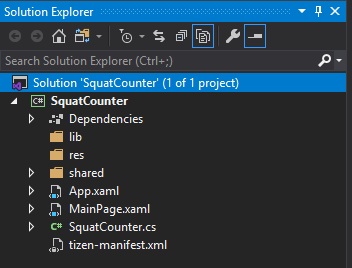 Solution Explorer
Search Solution Explorer (Ctrl+;)
Solution 'SquatCounter' (1 of 1 project)
C# SquatCounter
Dependencies
lib
res
shared
App.xaml
MainPage.xaml
C# SquatCounter.cs
tizen-manifest.xml